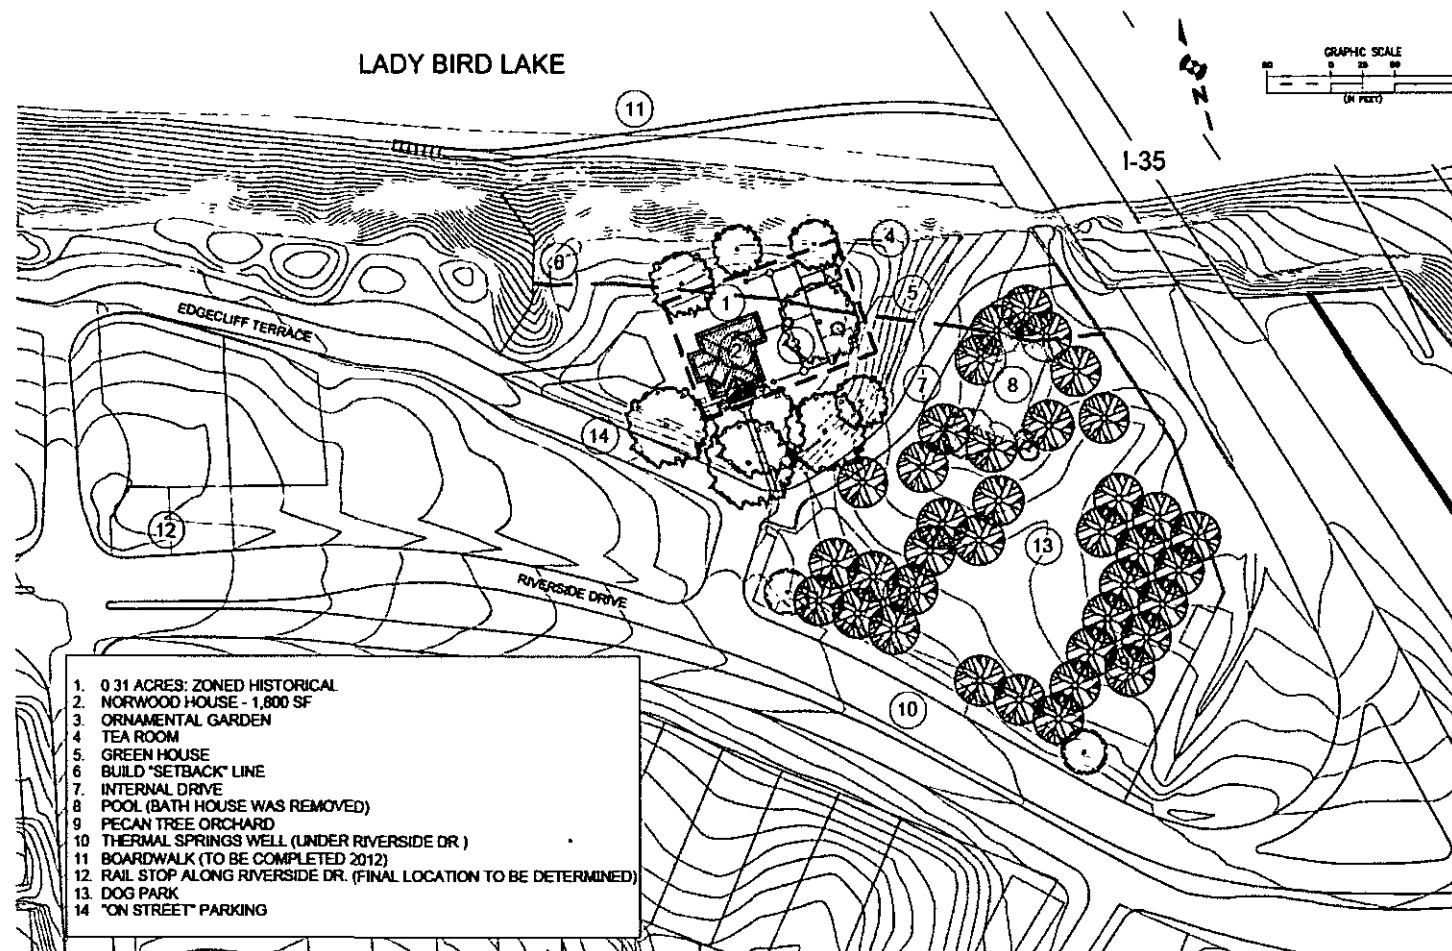 LADY BIRD LAKE
GRAPHIC SCALE
(IN FEET)
N
11
I-35
4
6
5
1
EDGECLIFF TERRACE
2
7
8
14
12
13
RIVERSIDE DRIVE
10
1. 0 31 ACRES: ZONED HISTORICAL
2. NORWOOD HOUSE - 1,800 SF
3. ORNAMENTAL GARDEN
4 TEA ROOM
5. GREEN HOUSE
6 BUILD "SETBACK" LINE
7. INTERNAL DRIVE
8 POOL (BATH HOUSE WAS REMOVED)
9 PECAN TREE ORCHARD
10 THERMAL SPRINGS WELL (UNDER RIVERSIDE DR )
11 BOARDWALK (TO BE COMPLETED 2012)
12. RAIL STOP ALONG RIVERSIDE DR. (FINAL LOCATION TO BE DETERMINED)
13. DOG PARK
14 "ON STREET" PARKING